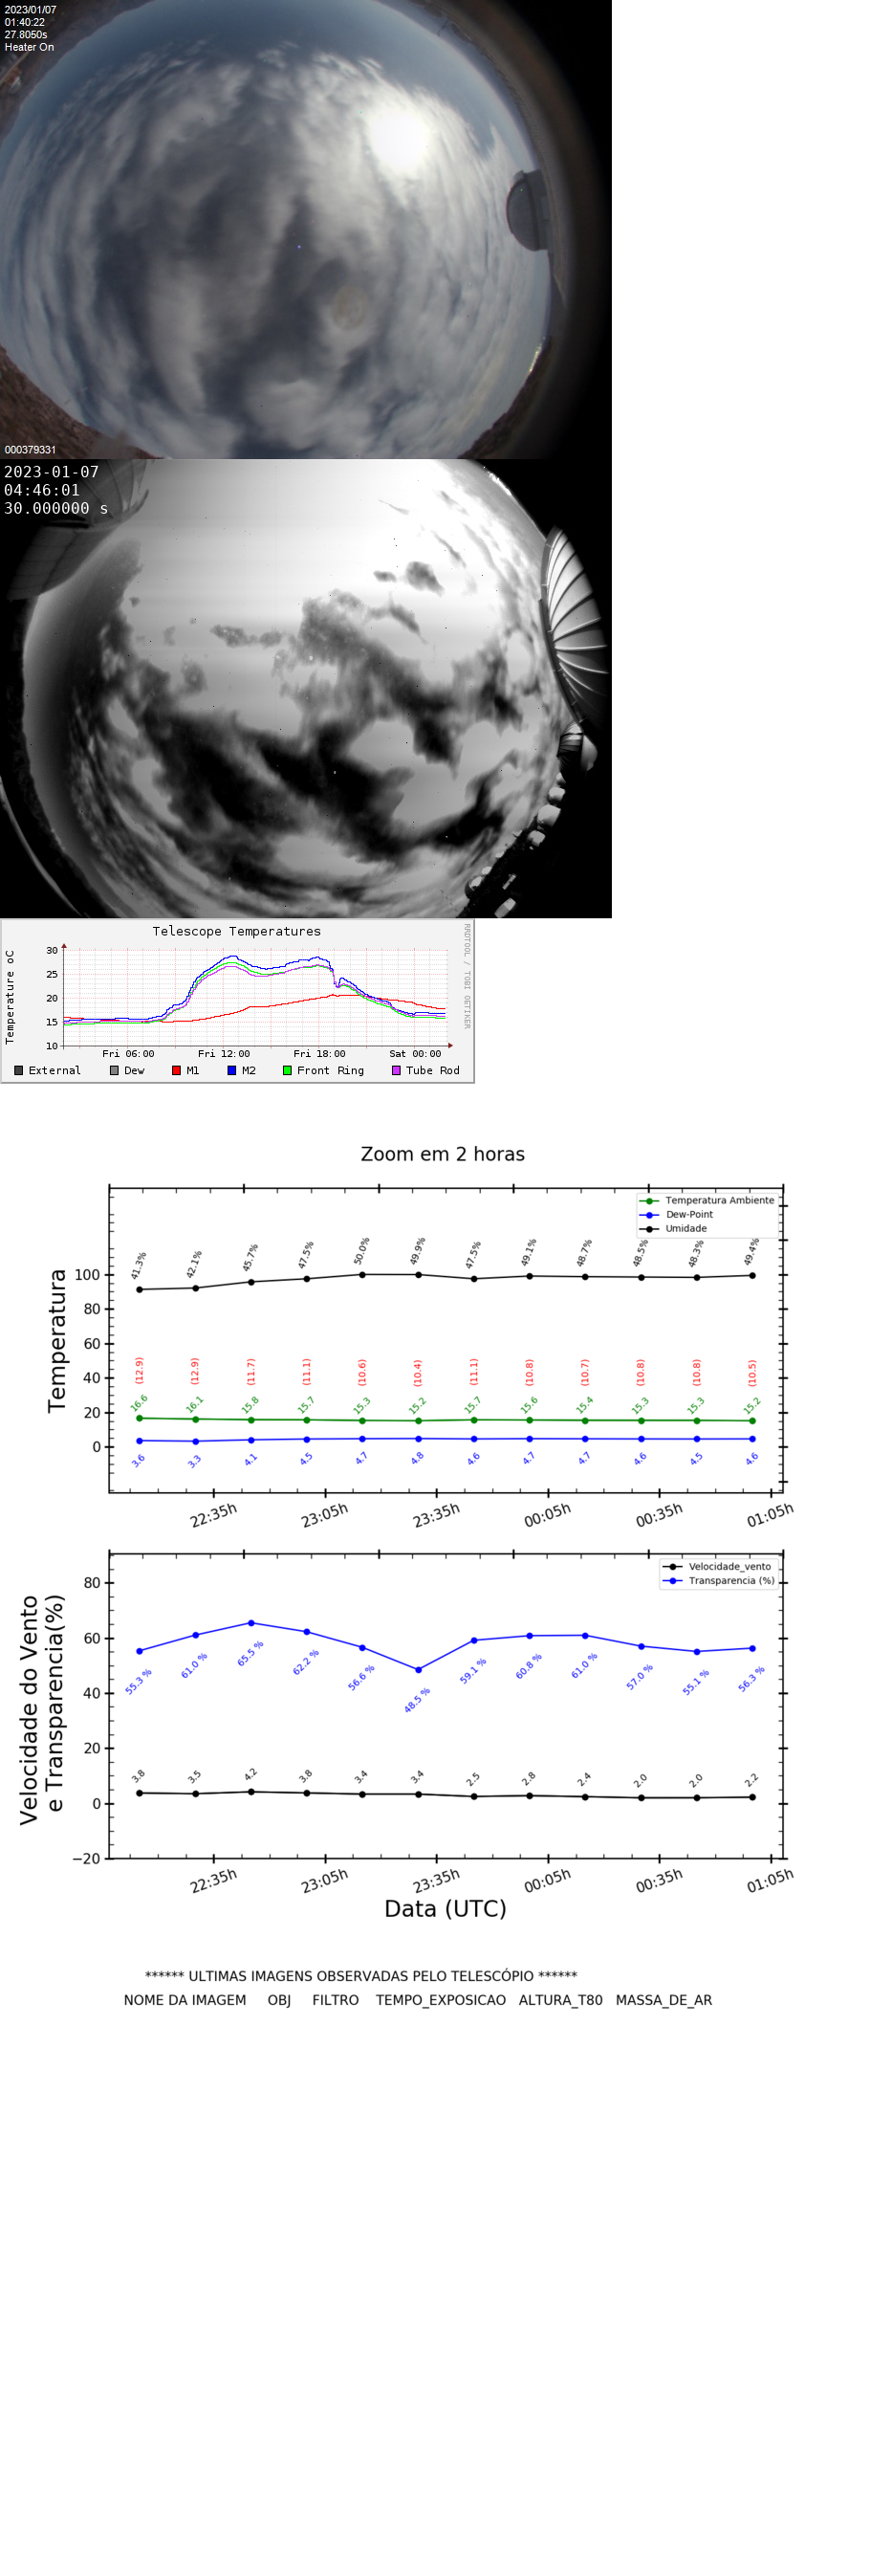 2023/01/07
01:40:22
27.8050s
Heater On
000379331
2023-01-07
04:46:01
30.000000 s
Telescope Temperatures
RRDTOOL / TOBI OETIKER
Temperature oC
30
25
20
15
10
Fri 06:00 Fri 12:00 Fri 18:00 Sat 00:00
External Dew M1 M2 Front Ring Tube Rod
Zoom em 2 horas
Temperatura Ambiente
Dew-Point
Umidade
Temperatura
100
80
60
40
20
0
41.3% 42.1% 45.7% 47.5% 50.0% 49.9% 47.5% 49.1% 48.7% 48.5% 48.3% 49.4%
(12.9) (12.9) (11.7) (11.1) (10.6) (10.4) (11.1) (10.8) (10.7) (10.8) (10.8) (10.5)
16.6 16.1 15.8 15.7 15.3 15.2 15.7 15.6 15.4 15.3 15.3 15.2
3.6 3.3 4.1 4.5 4.7 4.8 4.6 4.7 4.7 4.6 4.5 4.6
22:35h 23:05h 23:35h 00:05h 00:35h 01:05h
Velocidade_vento
Transparencia (%)
Velocidade do Vento
e Transparencia(%)
80
60
40
20
0
−20
55.3 % 61.0 % 65.5 % 62.2 % 56.6 % 48.5 % 59.1 % 60.8 % 61.0 % 57.0 % 55.1 % 56.3 %
3.8 3.5 4.2 3.8 3.4 3.4 2.5 2.8 2.4 2.0 2.0 2.2
22:35h 23:05h 23:35h 00:05h 00:35h 01:05h
Data (UTC)
****** ULTIMAS IMAGENS OBSERVADAS PELO TELESCÓPIO ******
NOME DA IMAGEM OBJ FILTRO TEMPO_EXPOSICAO ALTURA_T80 MASSA_DE_AR